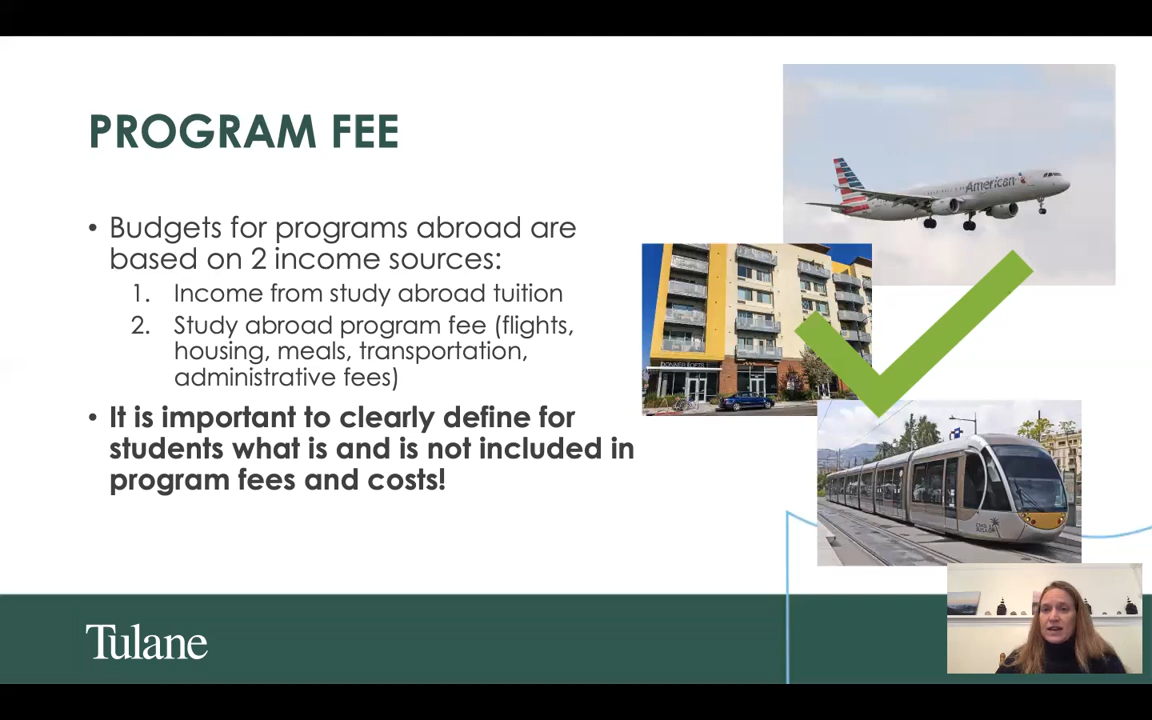 PROGRAM FEE
• Budgets for programs abroad are
based on 2 income sources:
1. Income from study abroad tuition
2. Study abroad program fee (flights,
housing, meals, transportation,
administrative fees)
• It is important to clearly define for
students what is and is not included in
program fees and costs!
American
Tulane